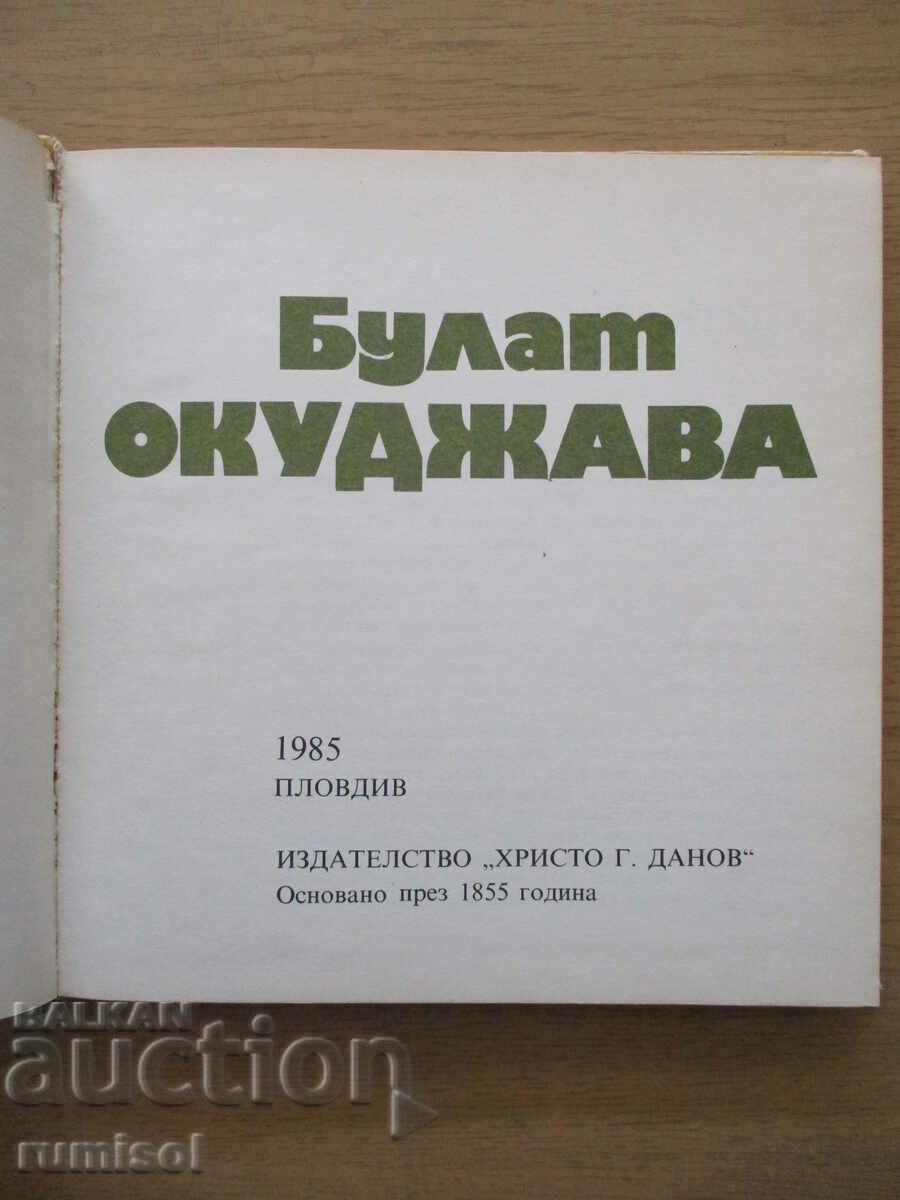 Булат
ОКУДЖАВА
1985
ПЛОВДИВ
ИЗДАТЕЛСТВО „ХРИСТО Г. ДАНОВ“
Основано през 1855 година
BALKAN
auction
rumisol